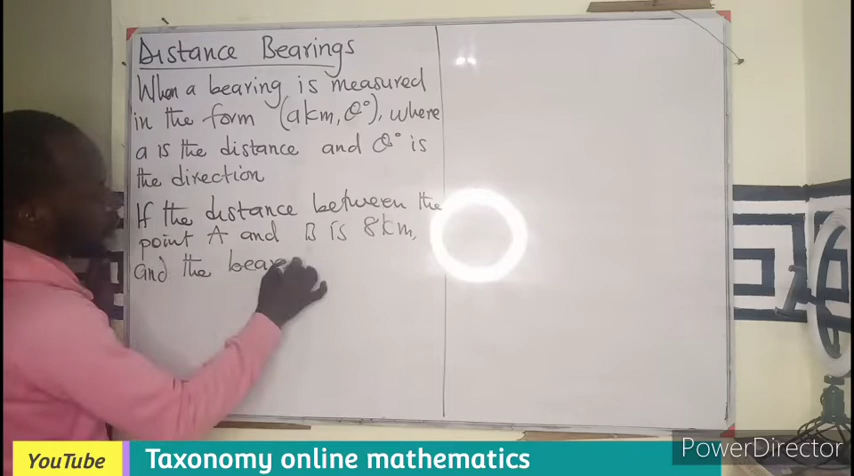 Distance Bearings
When a bearing is measured
in the form (akm, θ°), where
a is the distance and θ° is
the direction
If the distance between the
point A and B is 8km,
and the bear
YouTube Taxonomy online mathematics
PowerDirector